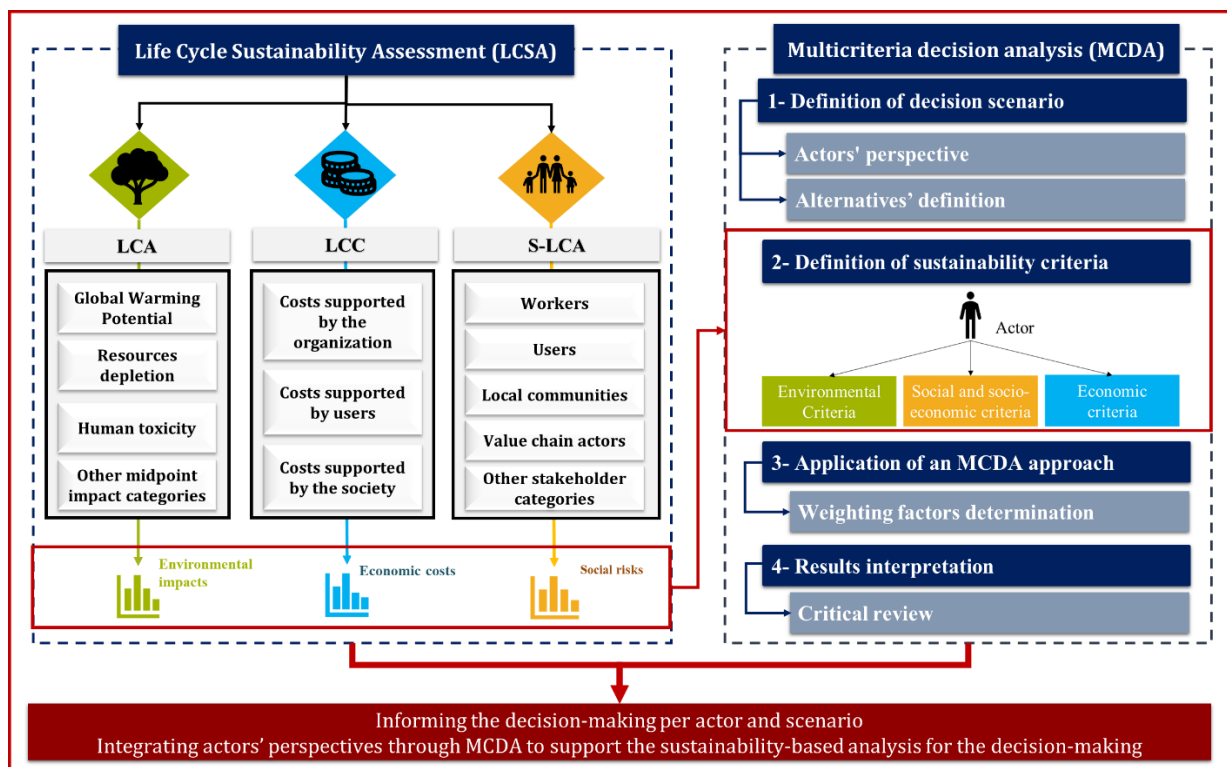 Life Cycle Sustainability Assessment (LCSA)
LCA
Global Warming
Potential
Resources
depletion
Human toxicity
Other midpoint
impact categories
Environmental
impacts
LCC
Costs supported
by the
organization
Costs supported
by users
Costs supported
by the society
Economic costs
S-LCA
Workers
Users
Local communities
Value chain actors
Other stakeholder
categories
Social risks
Multicriteria decision analysis (MCDA)
1- Definition of decision scenario
Actors' perspective
Alternatives’ definition
2- Definition of sustainability criteria
Actor
Environmental
Criteria
Social and socio-
economic criteria
Economic
criteria
3- Application of an MCDA approach
Weighting factors determination
4- Results interpretation
Critical review
Informing the decision-making per actor and scenario
Integrating actors’ perspectives through MCDA to support the sustainability-based analysis for the decision-making